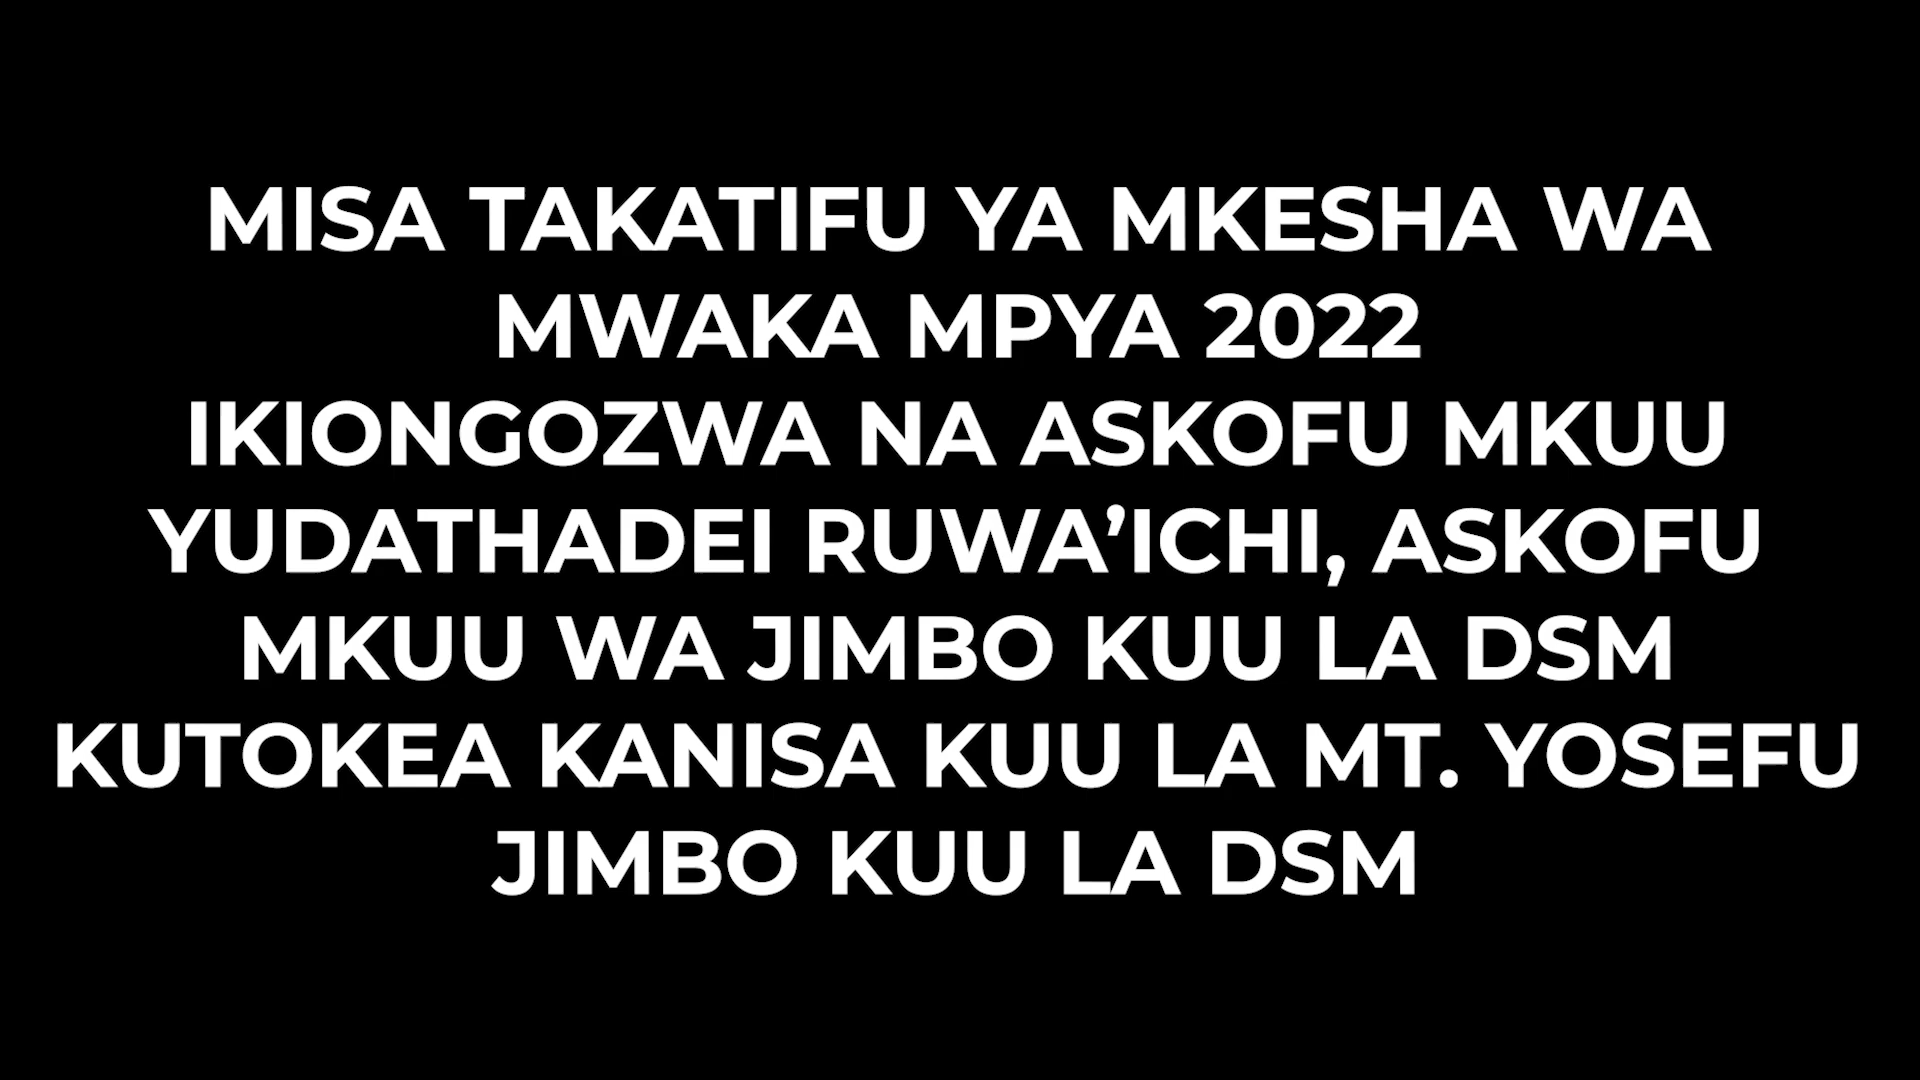 MISA TAKATIFU YA MKESHA WA
MWAKA MPYA 2022
IKIONGOZWA NA ASKOFU MKUU
YUDATHADEI RUWA’ICHI, ASKOFU
MKUU WA JIMBO KUU LA DSM
KUTOKEA KANISA KUU LA MT. YOSEFU
JIMBO KUU LA DSM